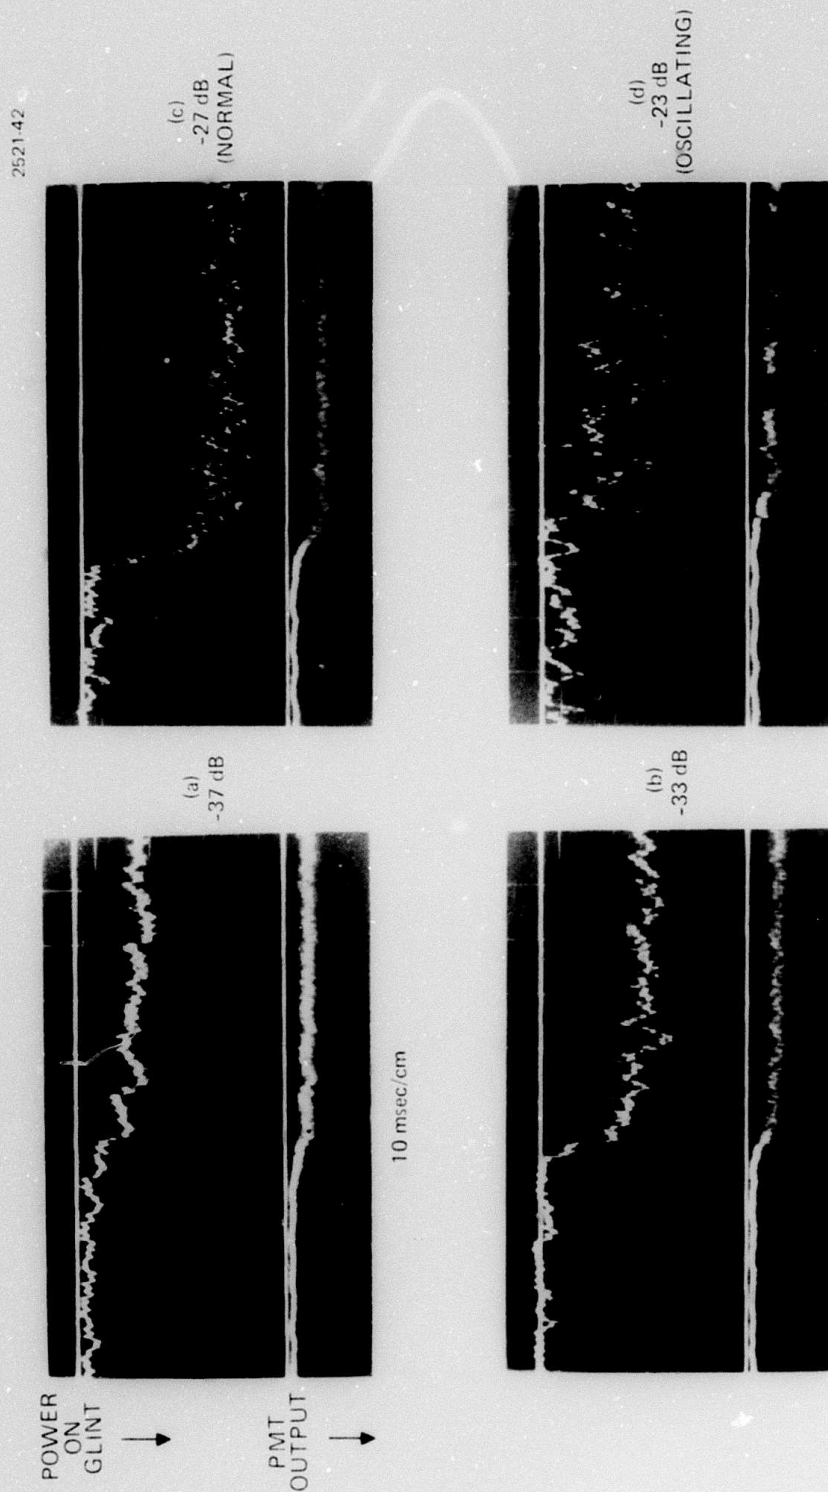 2521-42
POWER
ON
GLINT
PMT
OUTPUT
(a)
-37 dB
10 msec/cm
(c)
-27 dB
(NORMAL)
(b)
-33 dB
(d)
-23 dB
(OSCILLATING)